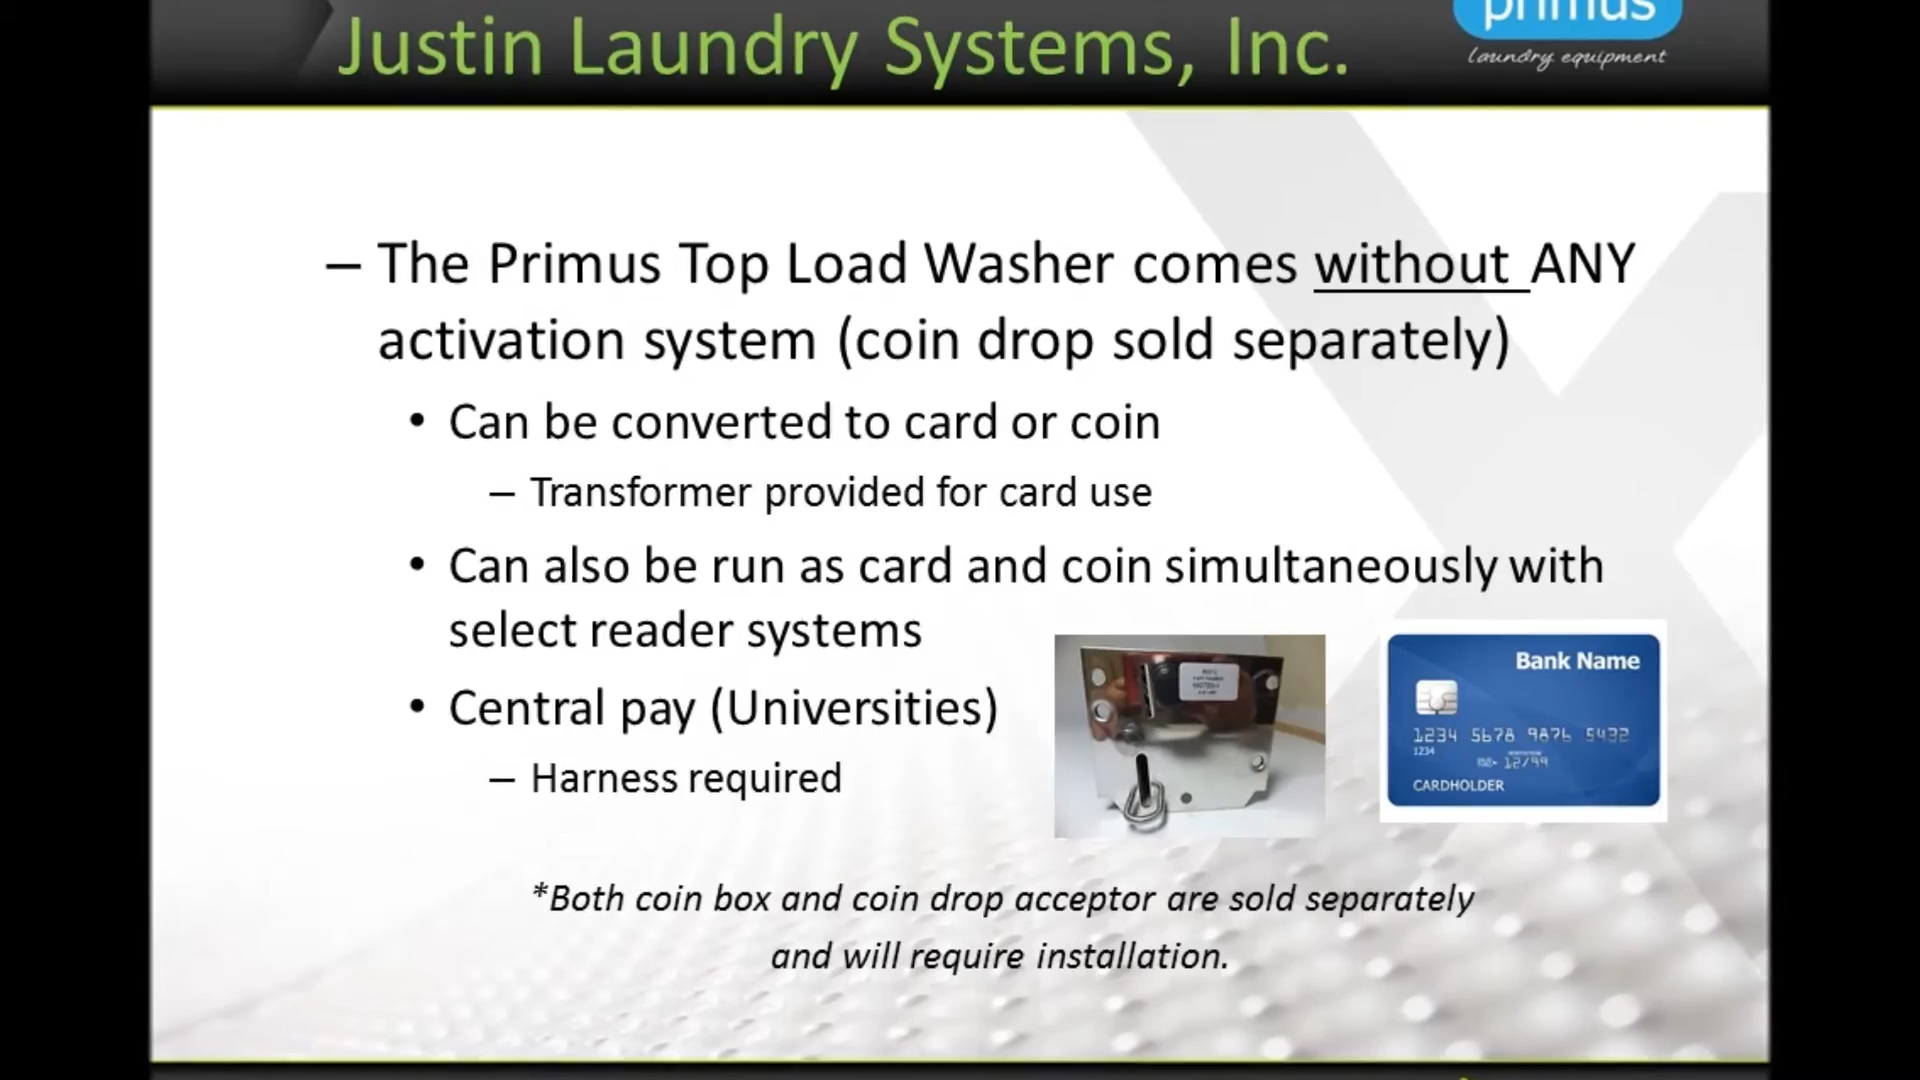 Justin Laundry Systems, Inc.
primus
laundry equipment
– The Primus Top Load Washer comes without ANY
activation system (coin drop sold separately)
• Can be converted to card or coin
– Transformer provided for card use
• Can also be run as card and coin simultaneously with
select reader systems
• Central pay (Universities)
– Harness required
Bank Name
1234 5678 9876 5432
1234
12/99
CARDHOLDER
*Both coin box and coin drop acceptor are sold separately
and will require installation.